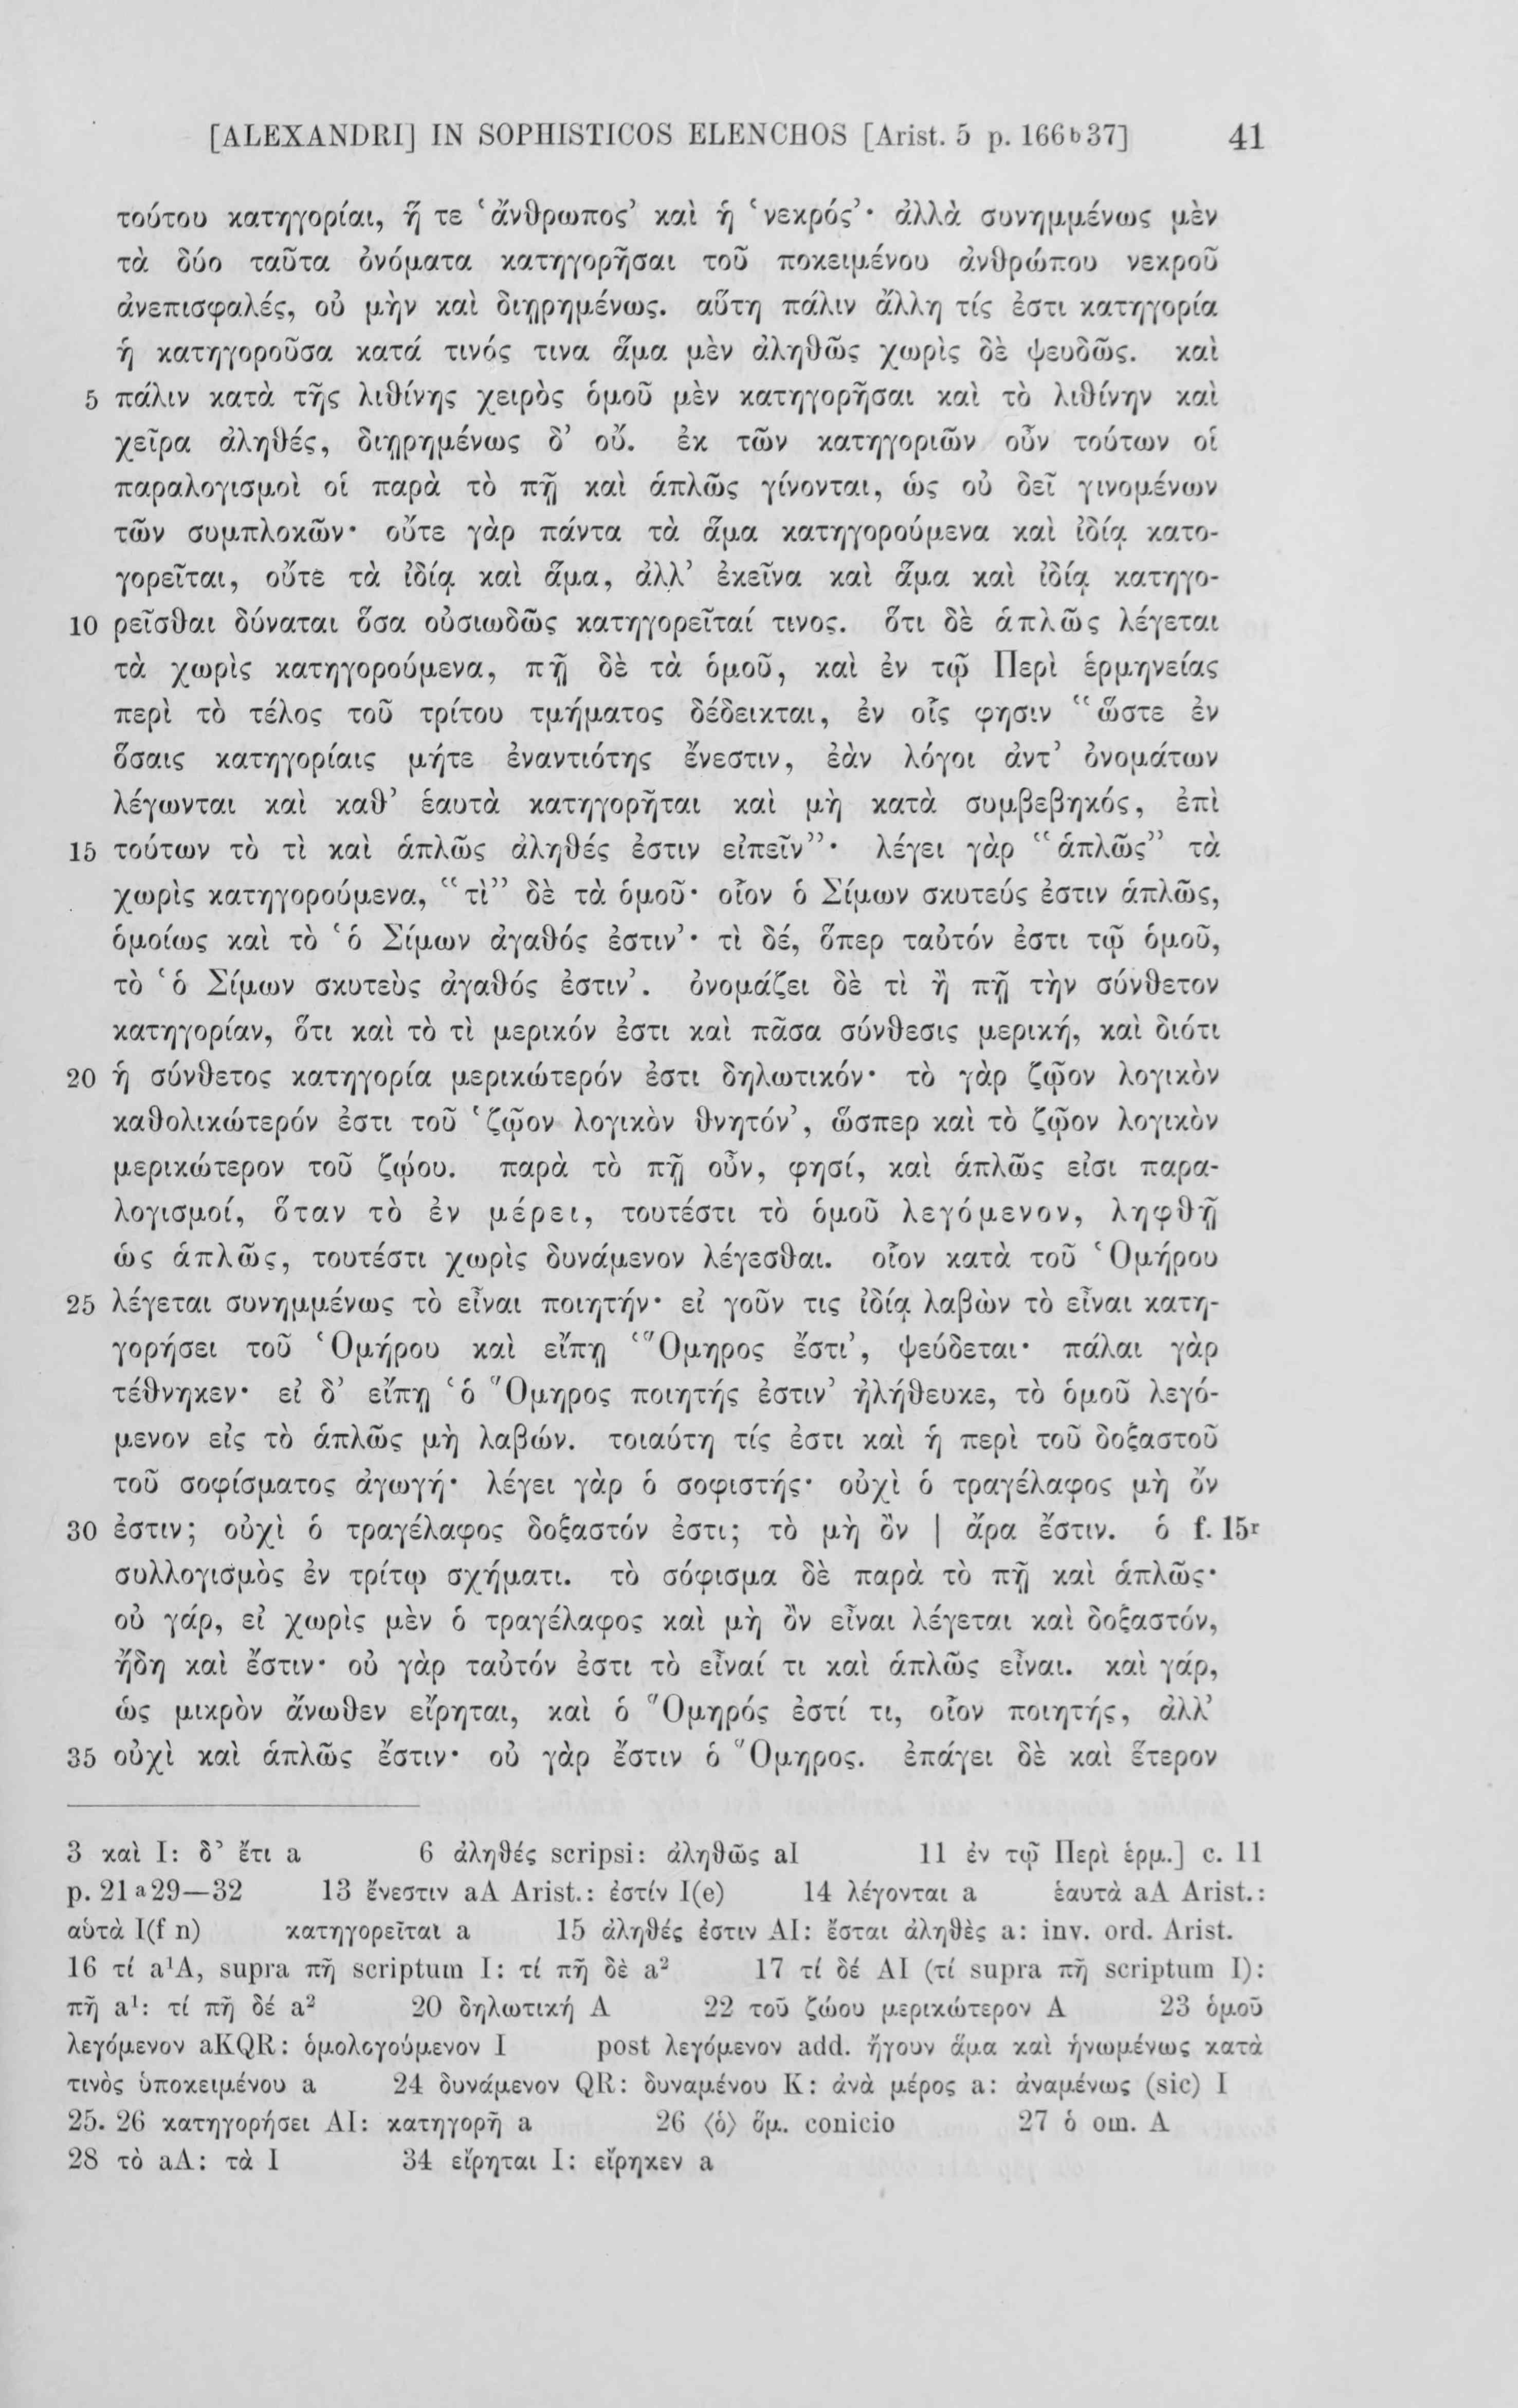 [ALEXANDRI] IN SOPHISTICOS ELENCHOS [Arist. 5 p. 166b37] 41
τούτου κατηγορίαι, ἥ τε ‘ἄνθρωπος’ καὶ ἡ ‘νεκρός’· ἀλλὰ συνημμένως μὲν
τὰ δύο ταῦτα ὀνόματα κατηγορῆσαι τοῦ ποκειμένου ἀνθρώπου νεκροῦ
ἀνεπισφαλές, οὐ μὴν καὶ διῃρημένως. αὕτη πάλιν ἄλλη τίς ἐστι κατηγορία
ἡ κατηγοροῦσα κατά τινός τινα ἅμα μὲν ἀληθῶς χωρὶς δὲ ψευδῶς. καὶ
5 πάλιν κατὰ τῆς λιθίνης χειρὸς ὁμοῦ μὲν κατηγορῆσαι καὶ τὸ λιθίνην καὶ
χεῖρα ἀληθές, διῃρημένως δ’ οὔ. ἐκ τῶν κατηγοριῶν οὖν τούτων οἱ
παραλογισμοὶ οἱ παρὰ τὸ πῇ καὶ ἁπλῶς γίνονται, ὡς οὐ δεῖ γινομένων
τῶν συμπλοκῶν· οὔτε γὰρ πάντα τὰ ἅμα κατηγορούμενα καὶ ἰδίᾳ κατο-
γορεῖται, οὔτε τὰ ἰδίᾳ καὶ ἅμα, ἀλλ’ ἐκεῖνα καὶ ἅμα καὶ ἰδίᾳ κατηγο-
10 ρεῖσθαι δύναται ὅσα οὐσιωδῶς κατηγορεῖταί τινος. ὅτι δὲ ἁπλῶς λέγεται
τὰ χωρὶς κατηγορούμενα, πῇ δὲ τὰ ὁμοῦ, καὶ ἐν τῷ Περὶ ἑρμηνείας
περὶ τὸ τέλος τοῦ τρίτου τμήματος δέδεικται, ἐν οἷς φησιν “ὥστε ἐν
ὅσαις κατηγορίαις μήτε ἐναντιότης ἔνεστιν, ἐὰν λόγοι ἀντ’ ὀνομάτων
λέγωνται καὶ καθ’ ἑαυτὰ κατηγορῆται καὶ μὴ κατὰ συμβεβηκός, ἐπὶ
15 τούτων τὸ τὶ καὶ ἁπλῶς ἀληθές ἐστιν εἰπεῖν”· λέγει γὰρ “ἁπλῶς” τὰ
χωρὶς κατηγορούμενα, “τὶ” δὲ τὰ ὁμοῦ· οἷον ὁ Σίμων σκυτεύς ἐστιν ἁπλῶς,
ὁμοίως καὶ τὸ ‘ὁ Σίμων ἀγαθός ἐστιν’· τὶ δέ, ὅπερ ταὐτόν ἐστι τῷ ὁμοῦ,
τὸ ‘ὁ Σίμων σκυτεὺς ἀγαθός ἐστιν’. ὀνομάζει δὲ τὶ ἢ πῇ τὴν σύνθετον
κατηγορίαν, ὅτι καὶ τὸ τὶ μερικόν ἐστι καὶ πᾶσα σύνθεσις μερική, καὶ διότι
20 ἡ σύνθετος κατηγορία μερικώτερόν ἐστι δηλωτικόν· τὸ γὰρ ζῷον λογικὸν
καθολικώτερόν ἐστι τοῦ ‘ζῷον λογικὸν θνητόν’, ὥσπερ καὶ τὸ ζῷον λογικὸν
μερικώτερον τοῦ ζῴου. παρὰ τὸ πῇ οὖν, φησί, καὶ ἁπλῶς εἰσι παρα-
λογισμοί, ὅταν τὸ ἐν μέρει, τουτέστι τὸ ὁμοῦ λεγόμενον, ληφθῇ
ὡς ἁπλῶς, τουτέστι χωρὶς δυνάμενον λέγεσθαι. οἷον κατὰ τοῦ Ὁμήρου
25 λέγεται συνημμένως τὸ εἶναι ποιητήν· εἰ γοῦν τις ἰδίᾳ λαβὼν τὸ εἶναι κατη-
γορήσει τοῦ Ὁμήρου καὶ εἴπῃ ‘Ὅμηρος ἔστι’, ψεύδεται· πάλαι γὰρ
τέθνηκεν· εἰ δ’ εἴπῃ ‘ὁ Ὅμηρος ποιητής ἐστιν’ ἠλήθευκε, τὸ ὁμοῦ λεγό-
μενον εἰς τὸ ἁπλῶς μὴ λαβών. τοιαύτη τίς ἐστι καὶ ἡ περὶ τοῦ δοξαστοῦ
τοῦ σοφίσματος ἀγωγή· λέγει γὰρ ὁ σοφιστής· οὐχὶ ὁ τραγέλαφος μὴ ὄν
30 ἐστιν; οὐχὶ ὁ τραγέλαφος δοξαστόν ἐστι; τὸ μὴ ὂν | ἄρα ἔστιν. ὁ f. 15r
συλλογισμὸς ἐν τρίτῳ σχήματι. τὸ σόφισμα δὲ παρὰ τὸ πῇ καὶ ἁπλῶς·
οὐ γάρ, εἰ χωρὶς μὲν ὁ τραγέλαφος καὶ μὴ ὂν εἶναι λέγεται καὶ δοξαστόν,
ἤδη καὶ ἔστιν· οὐ γὰρ ταὐτόν ἐστι τὸ εἶναί τι καὶ ἁπλῶς εἶναι. καὶ γάρ,
ὡς μικρὸν ἄνωθεν εἴρηται, καὶ ὁ Ὅμηρός ἐστί τι, οἷον ποιητής, ἀλλ’
35 οὐχὶ καὶ ἁπλῶς ἔστιν· οὐ γὰρ ἔστιν ὁ Ὅμηρος. ἐπάγει δὲ καὶ ἕτερον
3 καὶ I: δ’ ἔτι a 6 ἀληθές scripsi: ἀληθῶς aI 11 ἐν τῷ Περὶ ἑρμ.] c. 11
p. 21a29—32 13 ἔνεστιν aA Arist.: ἐστίν I(e) 14 λέγονται a ἑαυτὰ aA Arist.:
αὑτὰ I(f n) κατηγορεῖται a 15 ἀληθές ἐστιν AI: ἔσται ἀληθὲς a: inv. ord. Arist.
16 τί a¹A, supra πῆ scriptum I: τί πῆ δὲ a² 17 τί δέ AI (τί supra πῆ scriptum I):
πῆ a¹: τί πῆ δέ a² 20 δηλωτική A 22 τοῦ ζώου μερικώτερον A 23 ὁμοῦ
λεγόμενον aKQR: ὁμολογούμενον I post λεγόμενον add. ἤγουν ἅμα καὶ ἡνωμένως κατὰ
τινὸς ὑποκειμένου a 24 δυνάμενον QR: δυναμένου K: ἀνὰ μέρος a: ἀναμένως (sic) I
25. 26 κατηγορήσει AI: κατηγορῆ a 26 ⟨ὁ⟩ ὅμ. conicio 27 ὁ om. A
28 τὸ aA: τὰ I 34 εἴρηται I: εἴρηκεν a